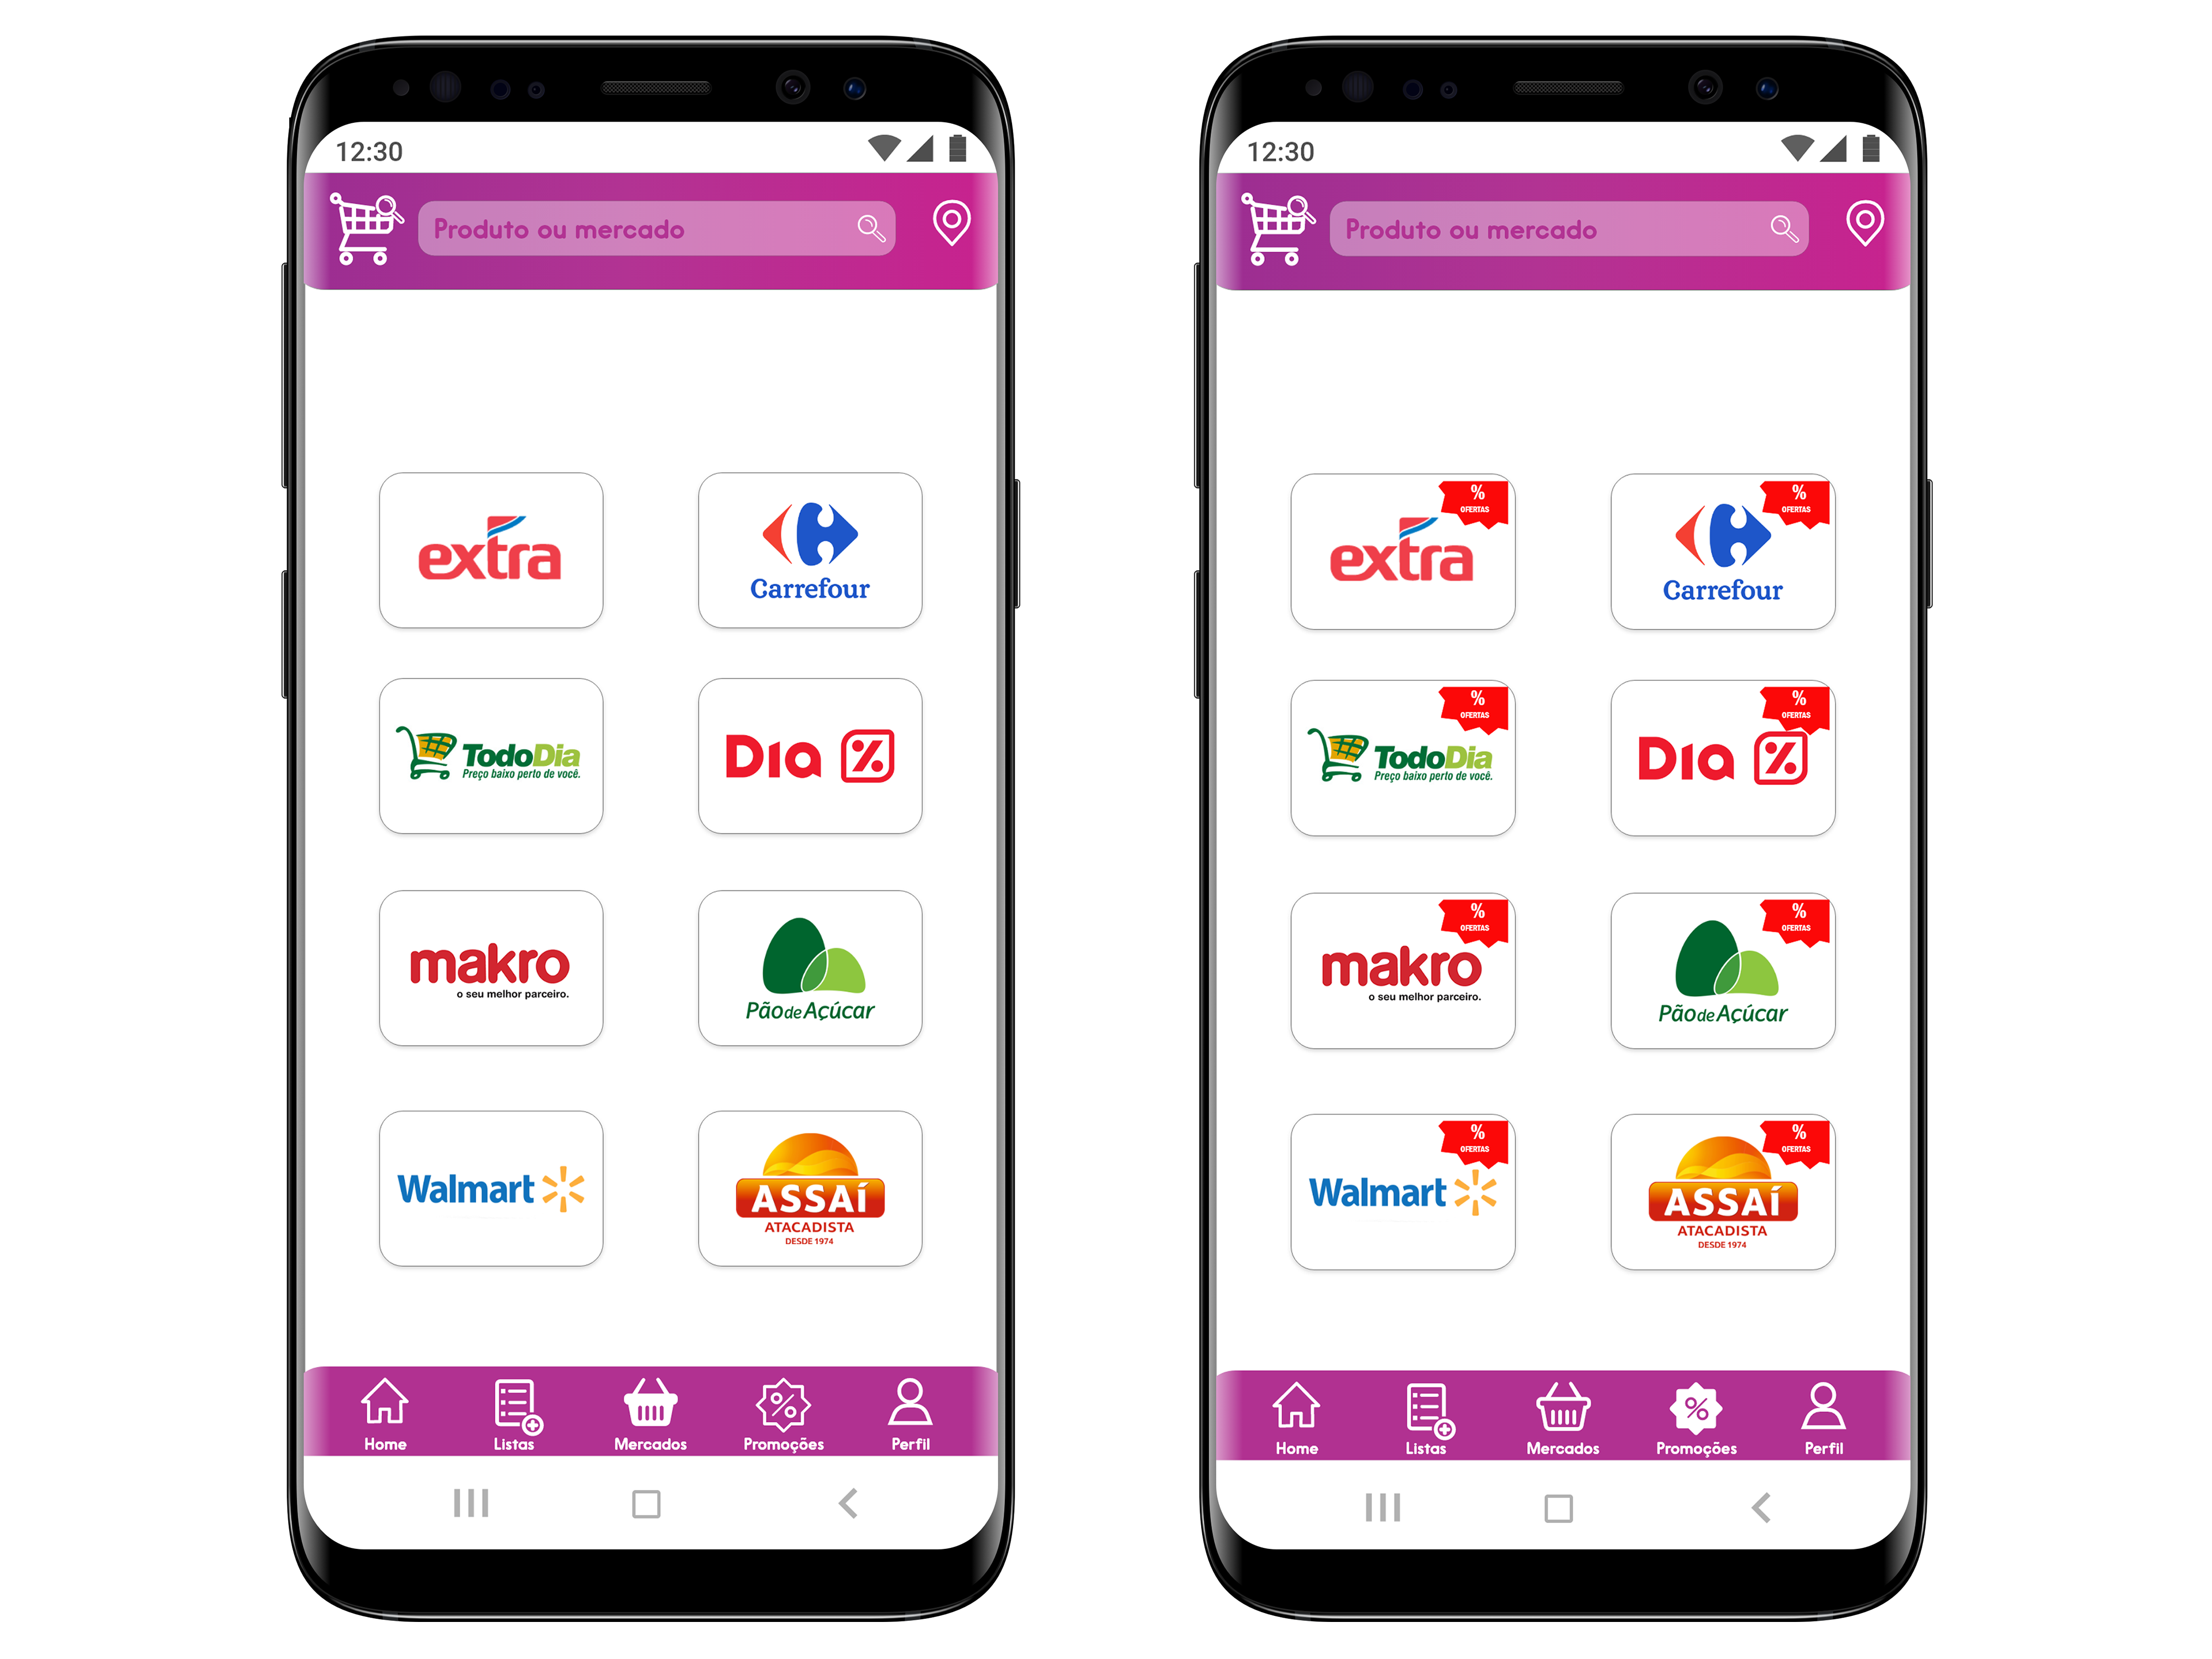 12:30
Produto ou mercado
extra
Carrefour
TodoDia
Preço baixo perto de você.
DIa %
makro
o seu melhor parceiro.
PãodeAçúcar
Walmart
ASSAÍ
ATACADISTA
DESDE 1974
Home
Listas
Mercados
%
Promoções
Perfil
12:30
Produto ou mercado
%
OFERTAS
extra
%
OFERTAS
Carrefour
%
OFERTAS
TodoDia
Preço baixo perto de você.
%
OFERTAS
DIa %
%
OFERTAS
makro
o seu melhor parceiro.
%
OFERTAS
PãodeAçúcar
%
OFERTAS
Walmart
%
OFERTAS
ASSAÍ
ATACADISTA
DESDE 1974
Home
Listas
Mercados
%
Promoções
Perfil